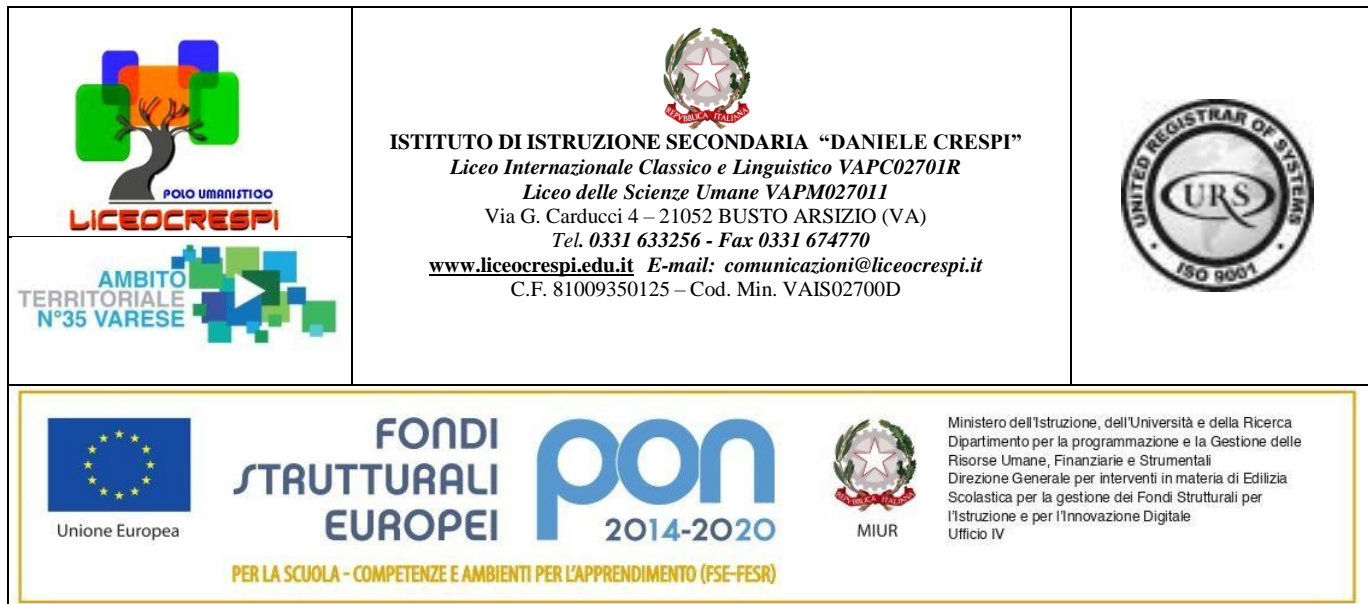 POLO UMANISTICO
LICEOCRESPI
AMBITO
TERRITORIALE
N°35 VARESE
REPVBBLICA ITALIANA
ISTITUTO DI ISTRUZIONE SECONDARIA “DANIELE CRESPI”
Liceo Internazionale Classico e Linguistico VAPC02701R
Liceo delle Scienze Umane VAPM027011
Via G. Carducci 4 – 21052 BUSTO ARSIZIO (VA)
Tel. 0331 633256 - Fax 0331 674770
www.liceocrespi.edu.it E-mail: comunicazioni@liceocrespi.it
C.F. 81009350125 – Cod. Min. VAIS02700D
UNITED REGISTRAR OF SYSTEMS
URS
ISO 9001
Unione Europea
FONDI
STRUTTURALI
EUROPEI
pon
2014-2020
PER LA SCUOLA - COMPETENZE E AMBIENTI PER L'APPRENDIMENTO (FSE-FESR)
REPVBBLICA ITALIANA
MIUR
Ministero dell'Istruzione, dell'Università e della Ricerca
Dipartimento per la programmazione e la Gestione delle
Risorse Umane, Finanziarie e Strumentali
Direzione Generale per interventi in materia di Edilizia
Scolastica per la gestione dei Fondi Strutturali per
l'Istruzione e per l'Innovazione Digitale
Ufficio IV